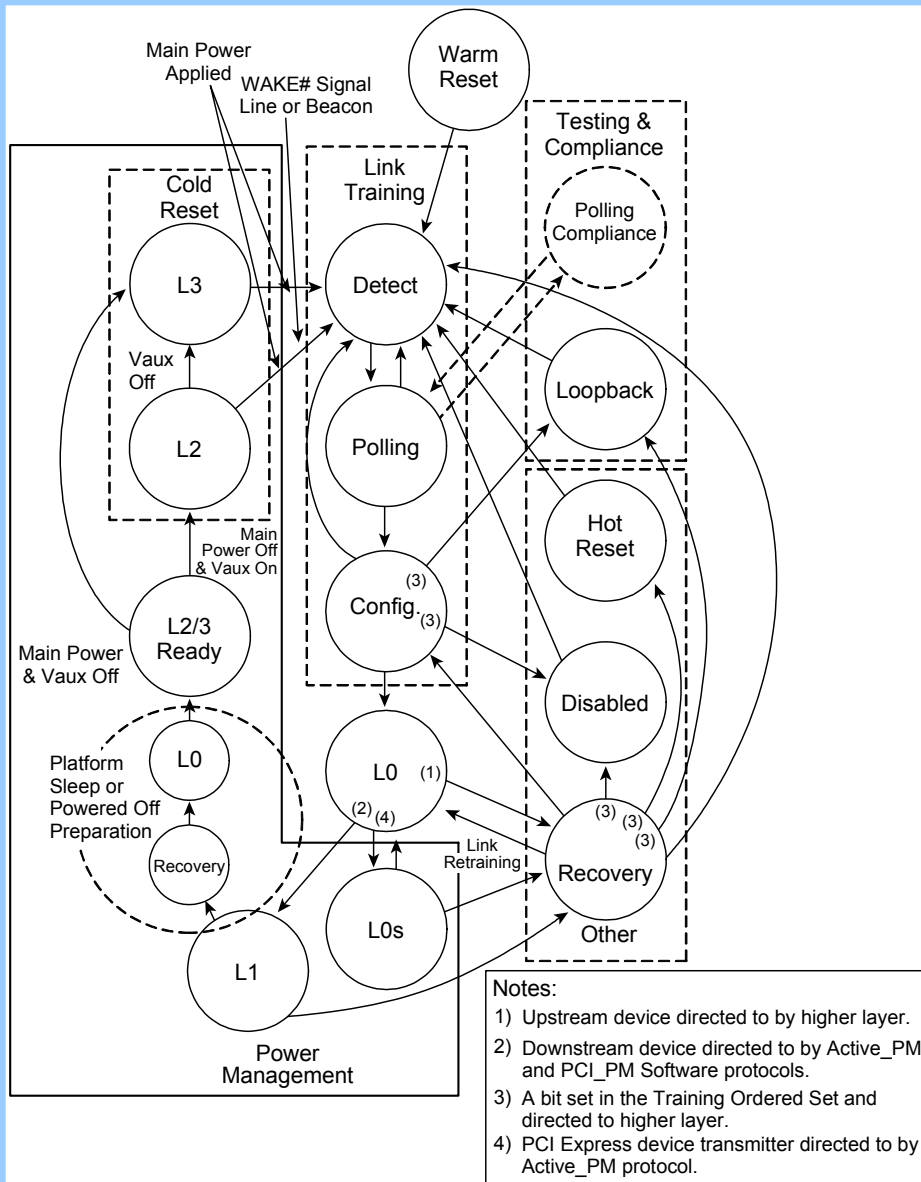 Main Power
Applied
WAKE# Signal
Line or Beacon
Warm
Reset
Testing &
Compliance
Polling
Compliance
Loopback
Link
Training
Detect
Polling
(3)
Config.
(3)
Cold
Reset
L3
Vaux
Off
L2
Main
Power Off
& Vaux On
L2/3
Ready
Main Power
& Vaux Off
L0
Platform
Sleep or
Powered Off
Preparation
Recovery
L1
Power
Management
L0
(1)
(2)
(4)
L0s
Link
Retraining
Hot
Reset
Disabled
(3)
(3)
(3)
Recovery
Other
Notes:
1) Upstream device directed to by higher layer.
2) Downstream device directed to by Active_PM
and PCI_PM Software protocols.
3) A bit set in the Training Ordered Set and
directed to higher layer.
4) PCI Express device transmitter directed to by
Active_PM protocol.